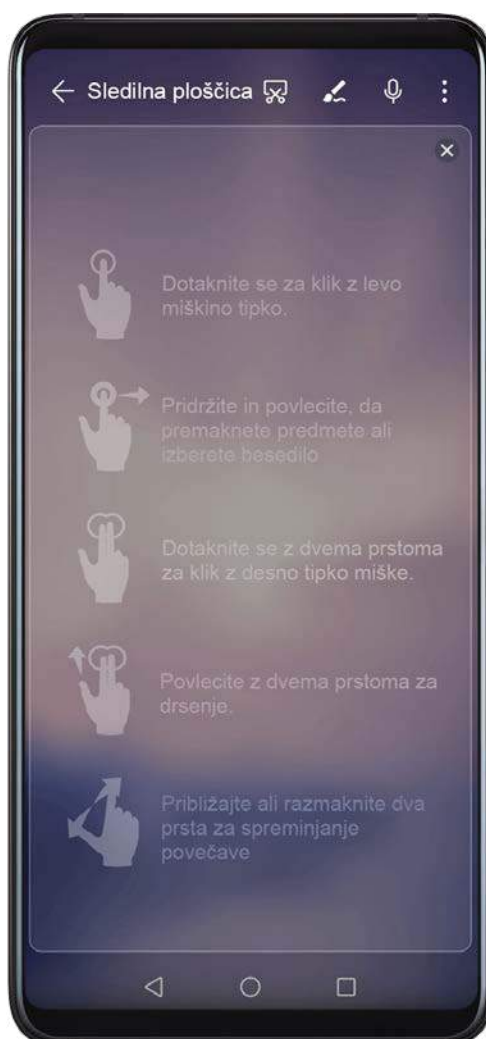 Sledilna ploščica
Dotaknite se za klik z levo
miškino tipko.
Pridržite in povlecite, da
premaknete predmete ali
izberete besedilo
Dotaknite se z dvema prstoma
za klik z desno tipko miške.
Povlecite z dvema prstoma za
drsenje.
Približajte ali razmaknite dva
prsta za spreminjanje
povečave